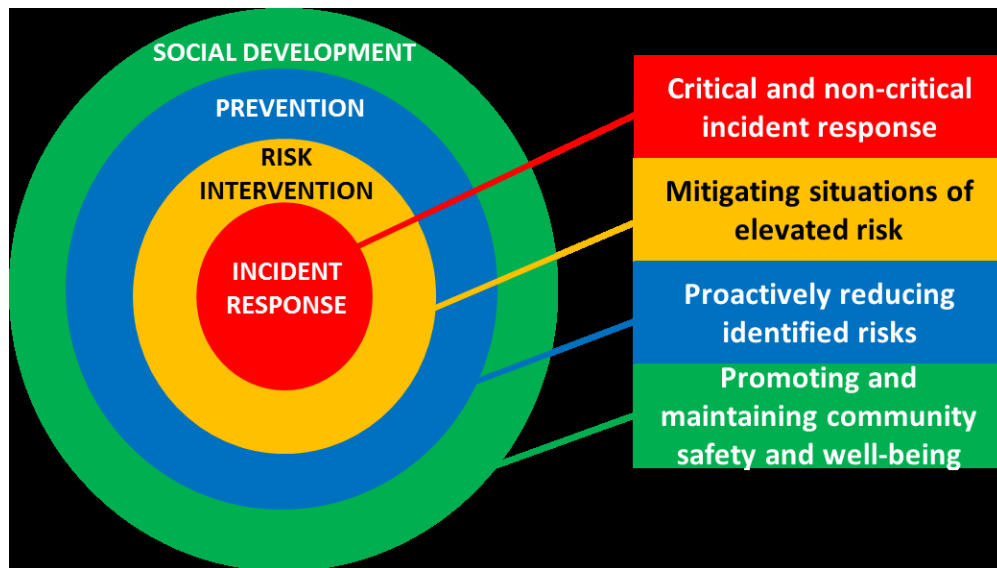 SOCIAL DEVELOPMENT
PREVENTION
RISK
INTERVENTION
INCIDENT
RESPONSE
Critical and non-critical
incident response
Mitigating situations of
elevated risk
Proactively reducing
identified risks
Promoting and
maintaining community
safety and well-being